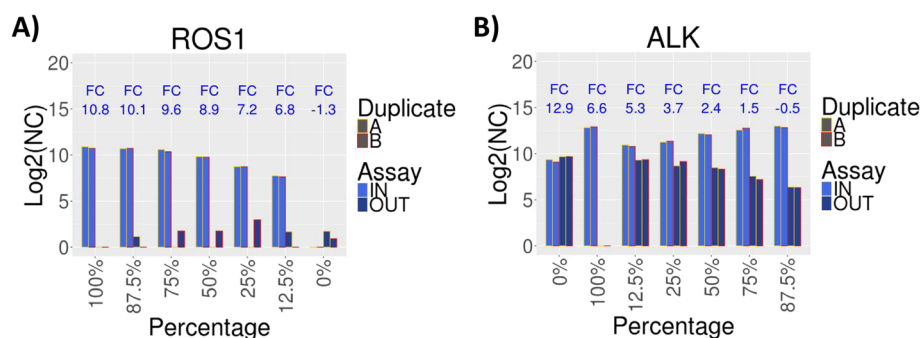 A)
ROS1
20
15
10
5
0
Log2(NC)
FC FC FC FC FC FC FC
10.8 10.1 9.6 8.9 7.2 6.8 -1.3
100% 87.5% 75% 50% 25% 12.5% 0%
Percentage
Duplicate
A
B
Assay
IN
OUT
B)
ALK
20
15
10
5
0
Log2(NC)
FC FC FC FC FC FC FC
12.9 6.6 5.3 3.7 2.4 1.5 -0.5
0% 100% 12.5% 25% 50% 75% 87.5%
Percentage
Duplicate
A
B
Assay
IN
OUT